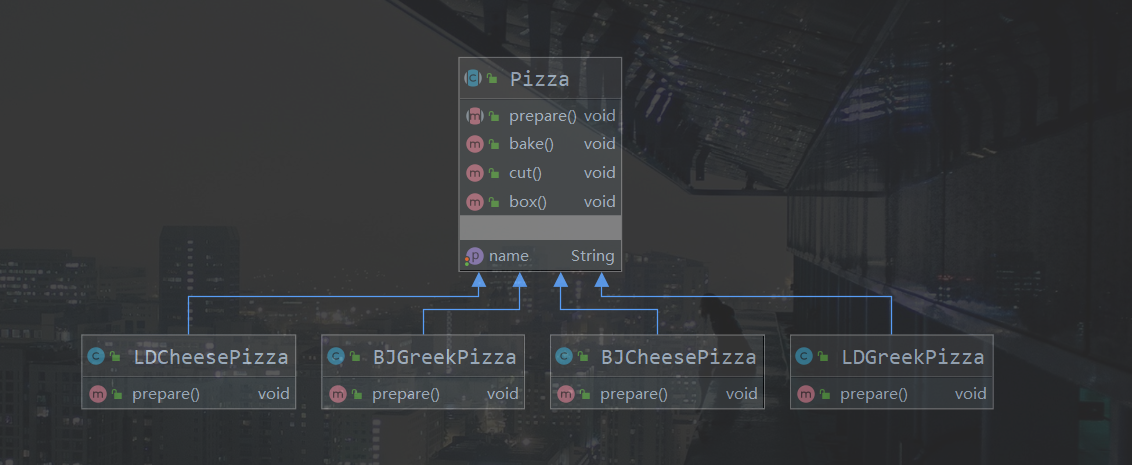 C Pizza
m prepare() void
m bake() void
m cut() void
m box() void
p name String
C LDCheesePizza
m prepare() void
C BJGreekPizza
m prepare() void
C BJCheesePizza
m prepare() void
C LDGreekPizza
m prepare() void